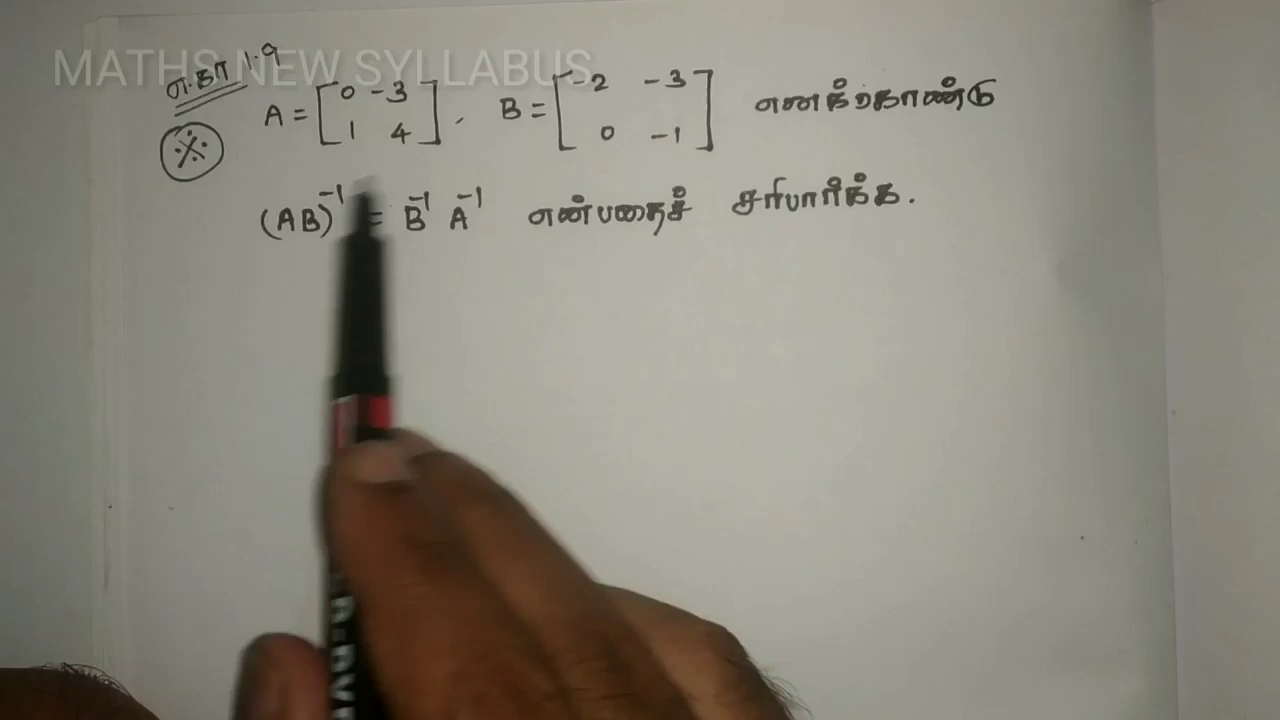 MATHS NEW SYLLABUS
எ.கா 1.9
A = [0 -3
1 4], B = [-2 -3
0 -1] எனக்கொண்டு
(AB)⁻¹ = B⁻¹ A⁻¹ என்பதைச் சரிபார்க்க.